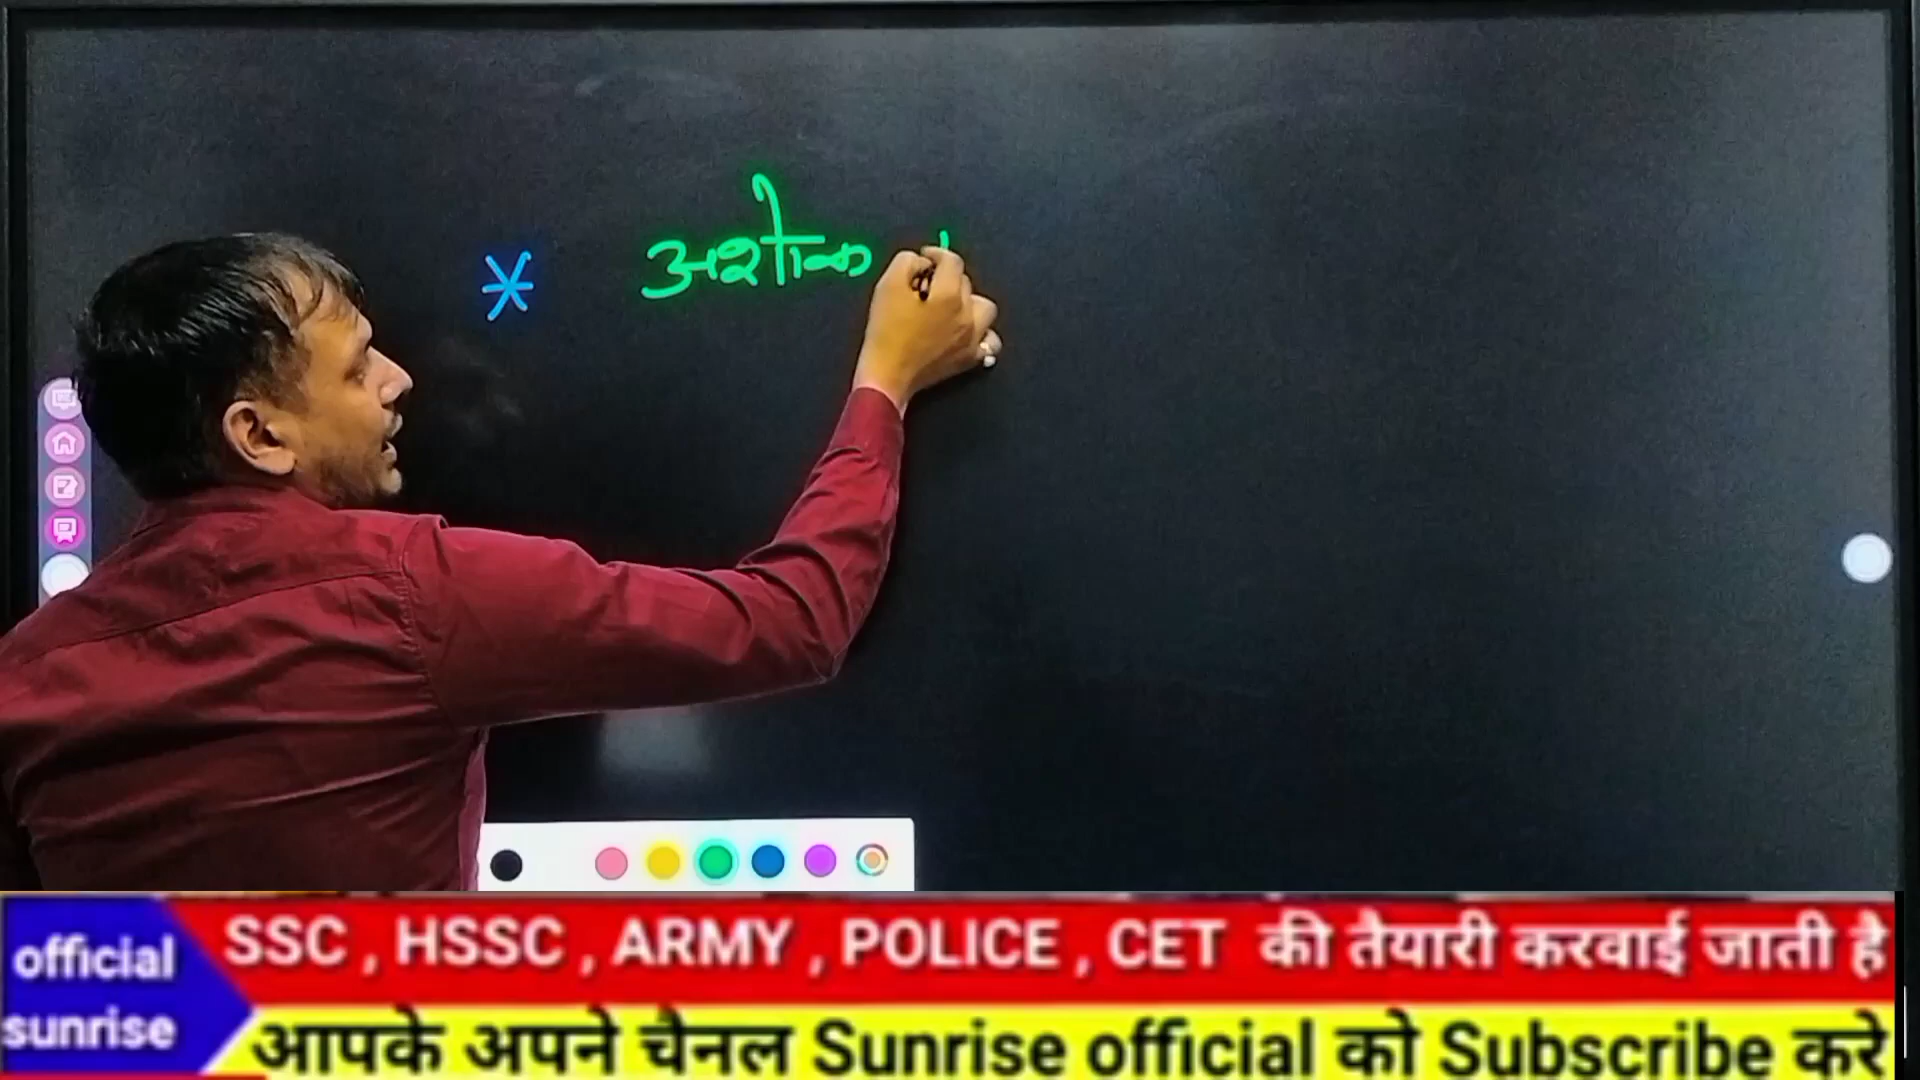 * अशोक
official sunrise
SSC , HSSC , ARMY , POLICE , CET की तैयारी करवाई जाती है
आपके अपने चैनल Sunrise official को Subscribe करे